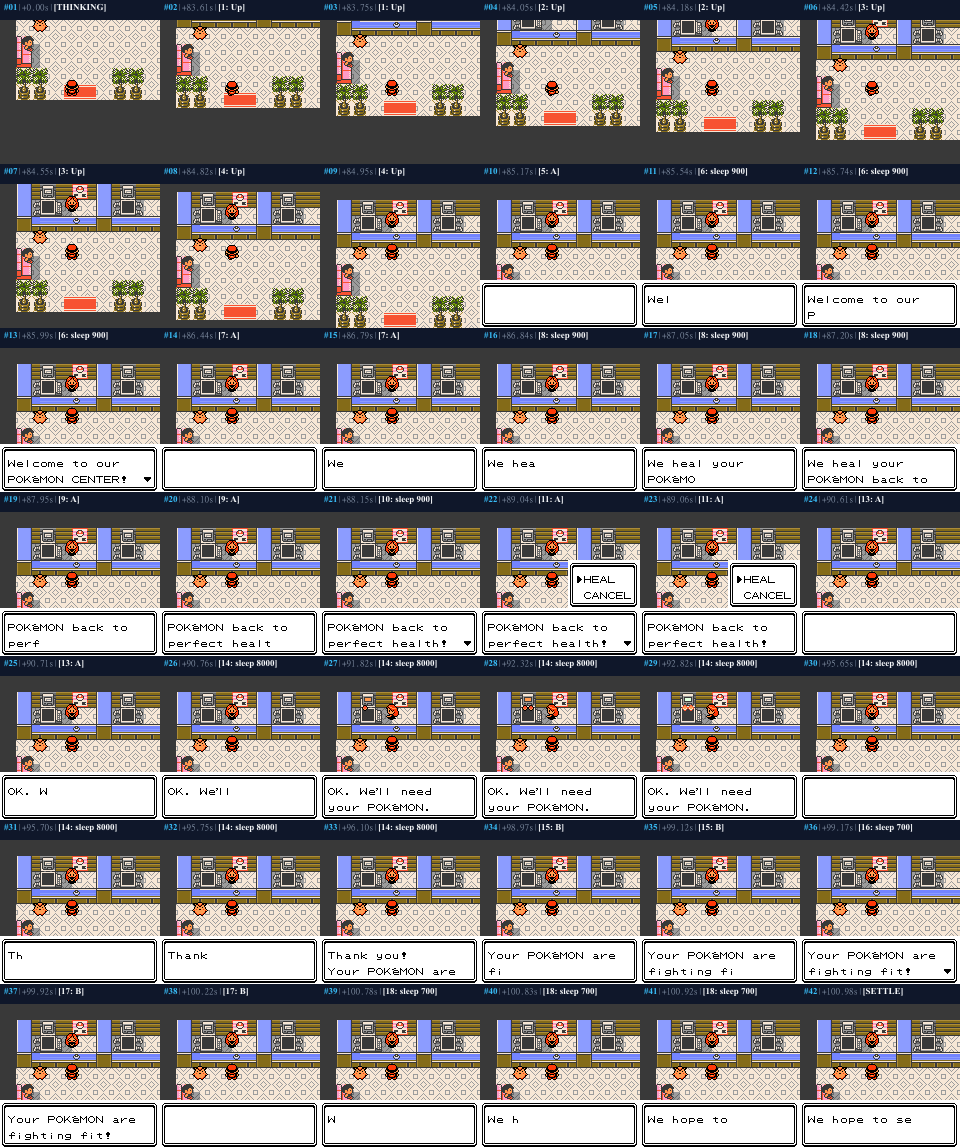 #01 | +0.00s | [THINKING]
#02 | +83.61s | [1: Up]
#03 | +83.75s | [1: Up]
#04 | +84.05s | [2: Up]
#05 | +84.18s | [2: Up]
#06 | +84.42s | [3: Up]
#07 | +84.55s | [3: Up]
#08 | +84.82s | [4: Up]
#09 | +84.95s | [4: Up]
#10 | +85.17s | [5: A]
#11 | +85.54s | [6: sleep 900]
Wel
#12 | +85.74s | [6: sleep 900]
Welcome to our
P
#13 | +85.99s | [6: sleep 900]
Welcome to our
POKéMON CENTER!
#14 | +86.44s | [7: A]
#15 | +86.79s | [7: A]
We
#16 | +86.84s | [8: sleep 900]
We hea
#17 | +87.05s | [8: sleep 900]
We heal your
POKéMO
#18 | +87.20s | [8: sleep 900]
We heal your
POKéMON back to
#19 | +87.95s | [9: A]
POKéMON back to
perf
#20 | +88.10s | [9: A]
POKéMON back to
perfect healt
#21 | +88.15s | [10: sleep 900]
POKéMON back to
perfect health!
#22 | +89.04s | [11: A]
HEAL
CANCEL
POKéMON back to
perfect health!
#23 | +89.06s | [11: A]
HEAL
CANCEL
POKéMON back to
perfect health!
#24 | +90.61s | [13: A]
#25 | +90.71s | [13: A]
OK. W
#26 | +90.76s | [14: sleep 8000]
OK. We'll
#27 | +91.82s | [14: sleep 8000]
OK. We'll need
your POKéMON.
#28 | +92.32s | [14: sleep 8000]
OK. We'll need
your POKéMON.
#29 | +92.82s | [14: sleep 8000]
OK. We'll need
your POKéMON.
#30 | +95.65s | [14: sleep 8000]
#31 | +95.70s | [14: sleep 8000]
Th
#32 | +95.75s | [14: sleep 8000]
Thank
#33 | +96.10s | [14: sleep 8000]
Thank you!
Your POKéMON are
#34 | +98.97s | [15: B]
Your POKéMON are
fi
#35 | +99.12s | [15: B]
Your POKéMON are
fighting fi
#36 | +99.17s | [16: sleep 700]
Your POKéMON are
fighting fit!
#37 | +99.92s | [17: B]
Your POKéMON are
fighting fit!
#38 | +100.22s | [17: B]
#39 | +100.78s | [18: sleep 700]
W
#40 | +100.83s | [18: sleep 700]
We h
#41 | +100.92s | [18: sleep 700]
We hope to
#42 | +100.98s | [SETTLE]
We hope to se